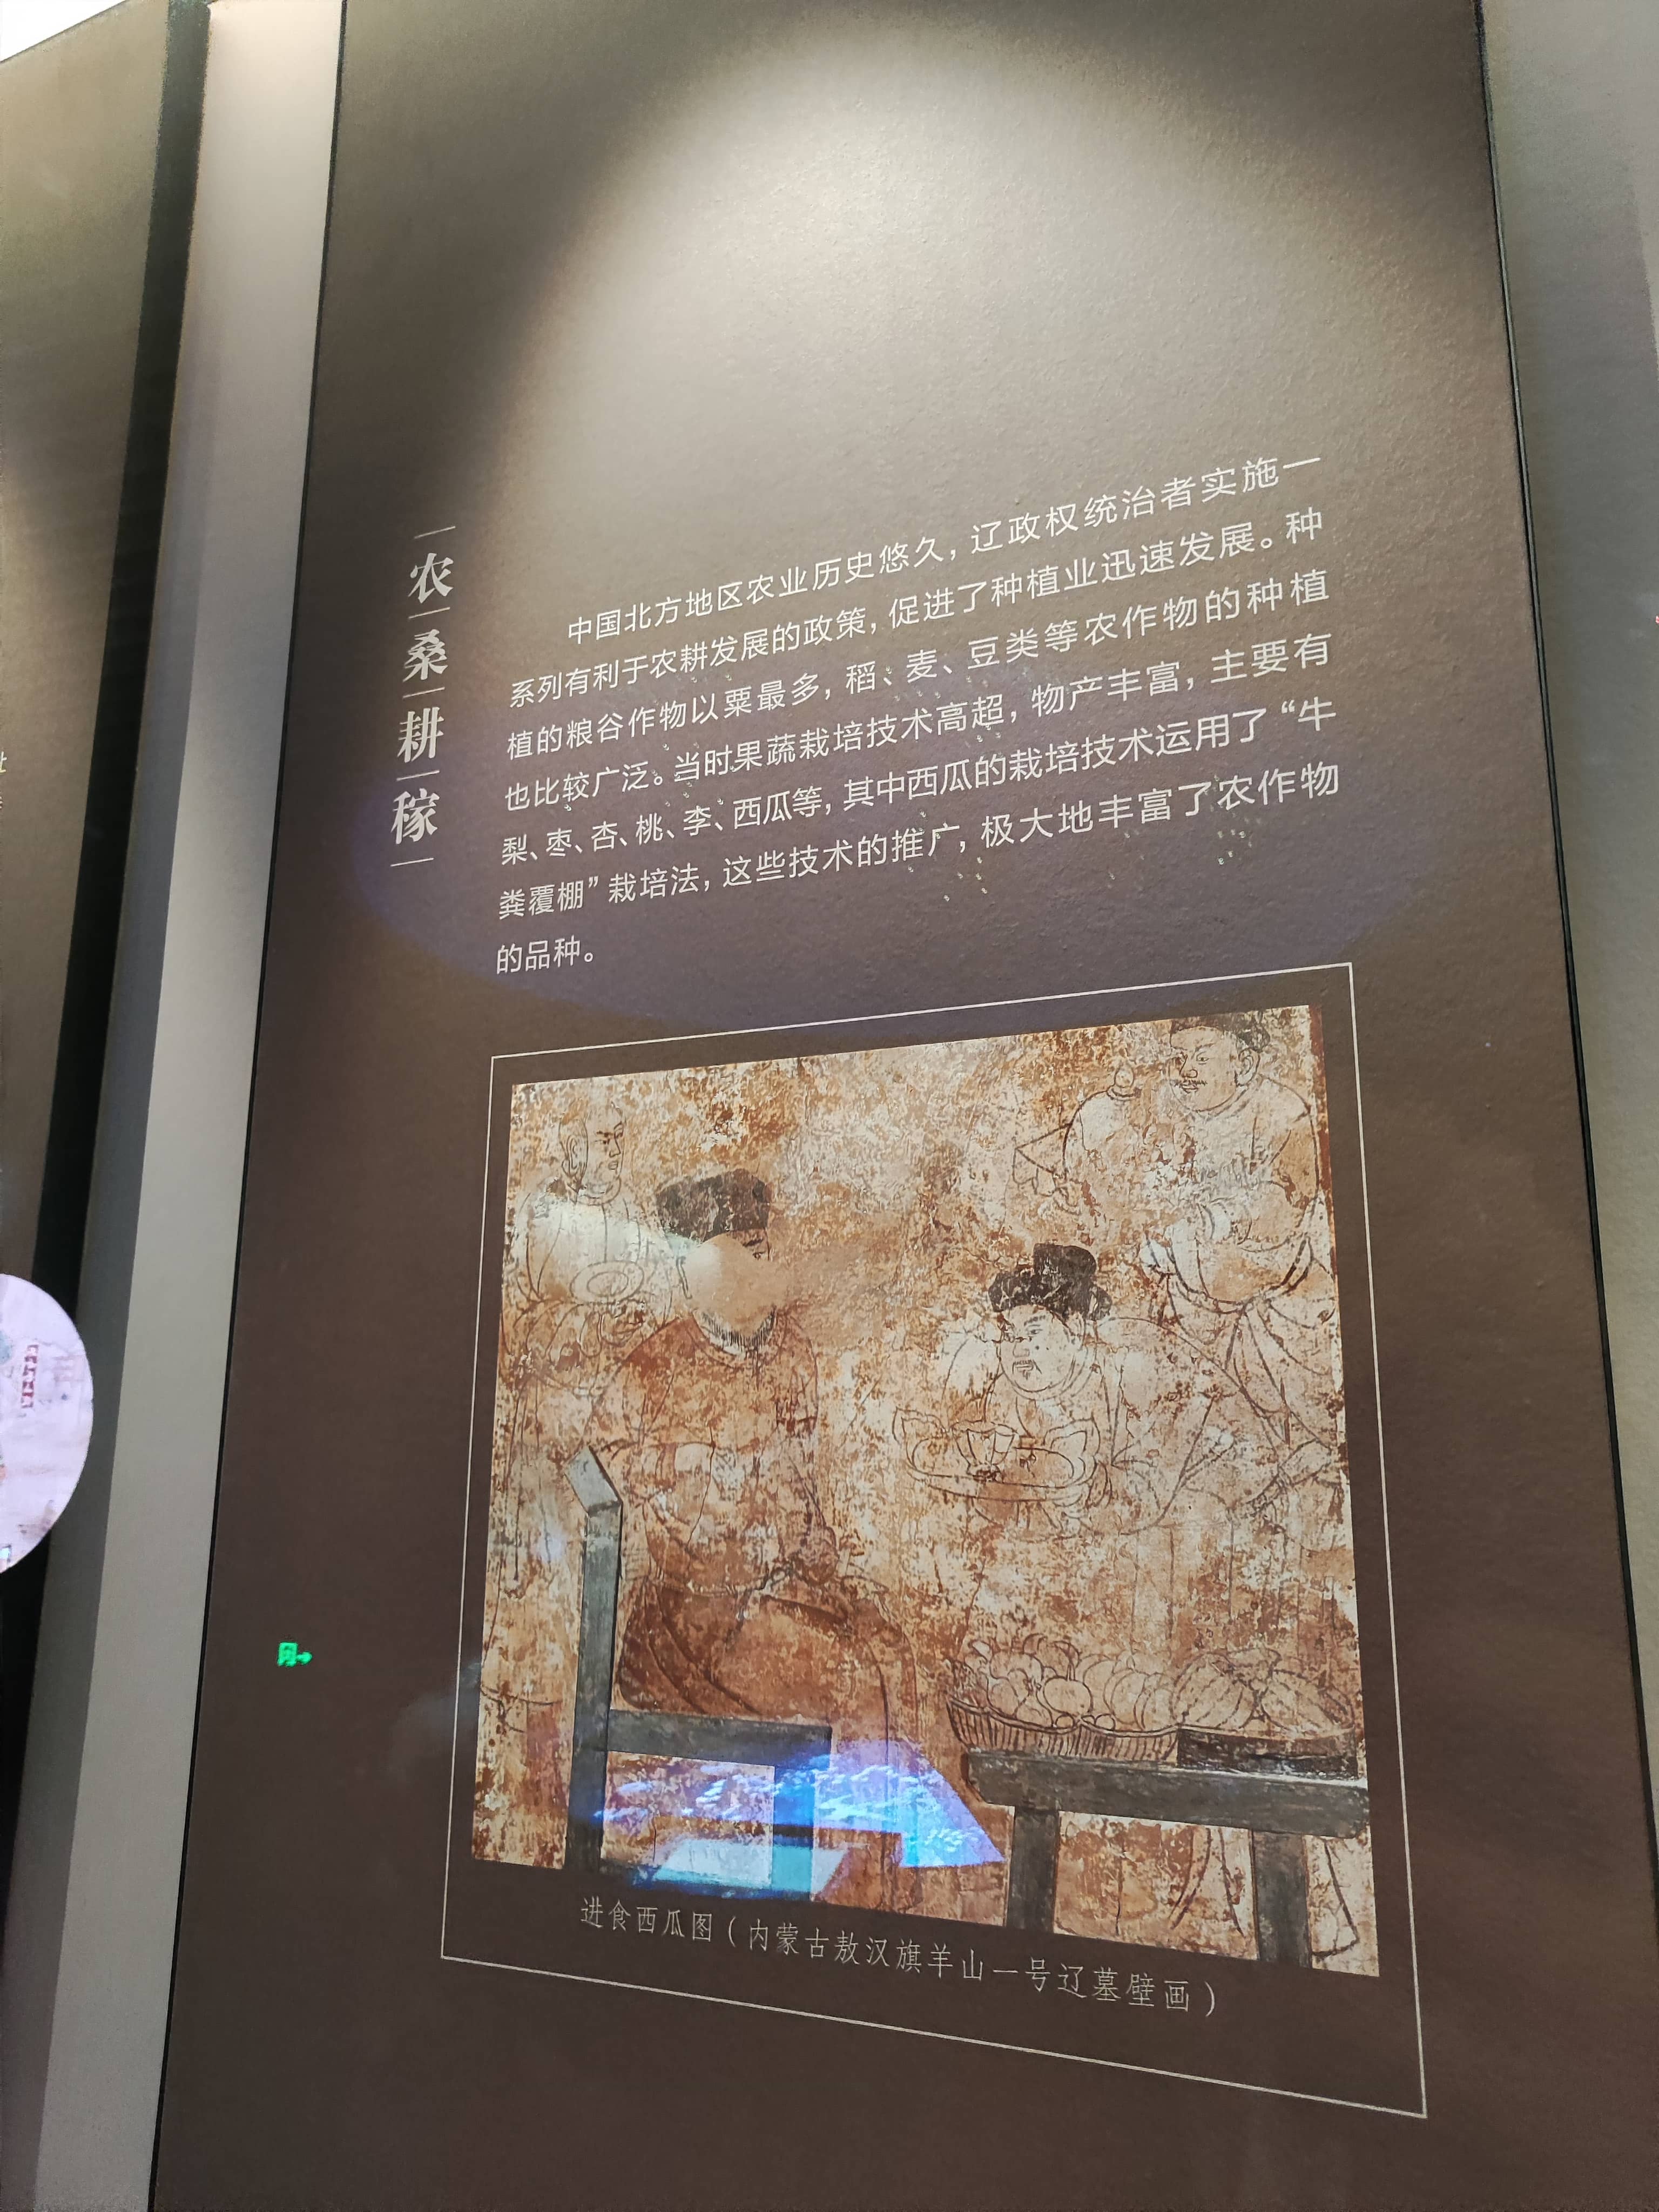 农桑耕稼
中国北方地区农业历史悠久，辽政权统治者实施一
系列有利于农耕发展的政策，促进了种植业迅速发展。种
植的粮谷作物以粟最多，稻、麦、豆类等农作物的种植
也比较广泛。当时果蔬栽培技术高超，物产丰富，主要有
梨、枣、杏、桃、李、西瓜等，其中西瓜的栽培技术运用了“牛
粪覆棚”栽培法，这些技术的推广，极大地丰富了农作物
的品种。
进食西瓜图（内蒙古敖汉旗羊山一号辽墓壁画）